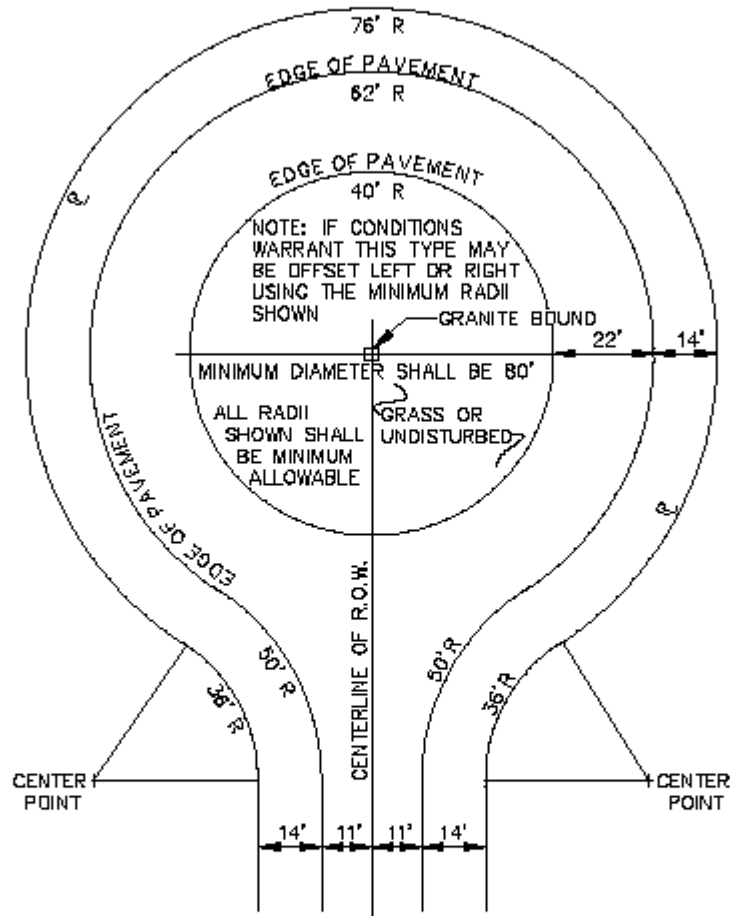 76' R
EDGE OF PAVEMENT
62' R
EDGE OF PAVEMENT
40' R
NOTE: IF CONDITIONS
WARRANT THIS TYPE MAY
BE OFFSET LEFT OR RIGHT
USING THE MINIMUM RADII
SHOWN
GRANITE BOUND
22'
14'
MINIMUM DIAMETER SHALL BE 80'
ALL RADII
SHOWN SHALL
BE MINIMUM
ALLOWABLE
GRASS OR
UNDISTURBED
EDGE OF PAVEMENT
CENTERLINE OF R.O.W.
50' R
50' R
36' R
36' R
CENTER
POINT
CENTER
POINT
14'
11'
11'
14'